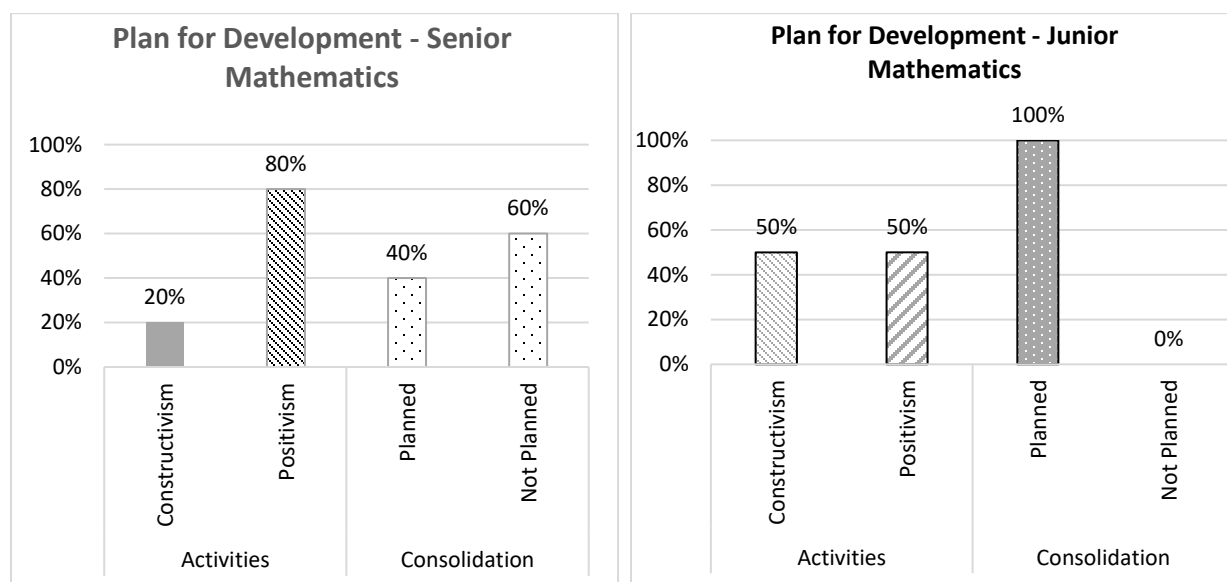 Plan for Development - Senior
Mathematics
100%
80%
60%
40%
20%
0%
20%
80%
40%
60%
Constructivism
Positivism
Planned
Not Planned
Activities
Consolidation
Plan for Development - Junior
Mathematics
100%
80%
60%
40%
20%
0%
50%
50%
100%
0%
Constructivism
Positivism
Planned
Not Planned
Activities
Consolidation